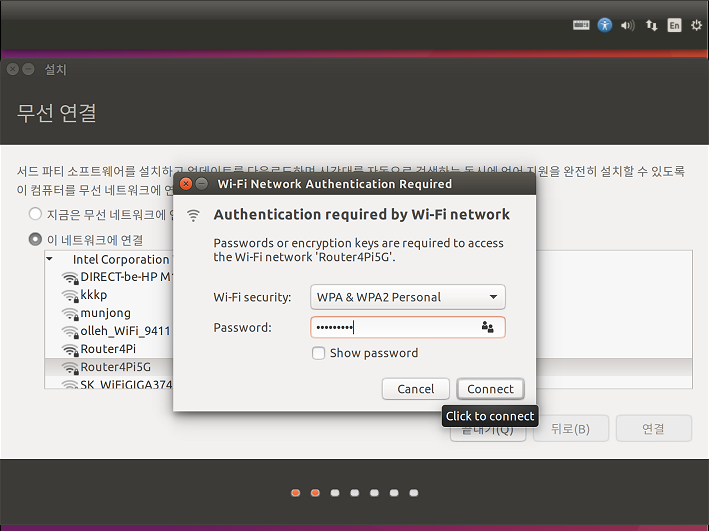 En
설치
무선 연결
서드 파티 소프트웨어를 설치하고 업데이트를 다운로드하며 시간대를 자동으로 검색하는 동시에 언어 지원을 완전히 설치할 수 있도록
이 컴퓨터를 무선 네트워크에 연
Wi-Fi Network Authentication Required
지금은 무선 네트워크에 연
Authentication required by Wi-Fi network
이 네트워크에 연결
Passwords or encryption keys are required to access
the Wi-Fi network 'Router4Pi5G'.
Intel Corporation
DIRECT-be-HP M1
kkkp
munjong
olleh_WiFi_9411
Router4Pi
Router4Pi5G
SK_WiFiGIGA374
Wi-Fi security: WPA & WPA2 Personal
Password: •••••••••
Show password
Cancel Connect
Click to connect
끝내기(Q) 뒤로(B) 연결